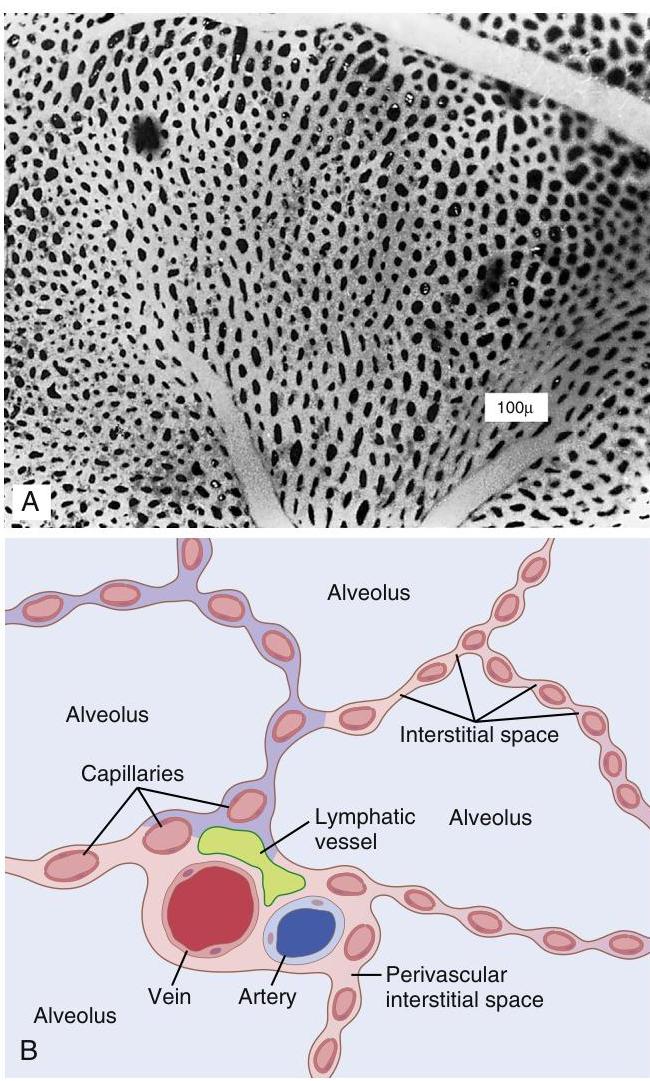 100μ
A
Alveolus
Alveolus
Interstitial space
Capillaries
Lymphatic
vessel
Alveolus
Vein
Artery
Perivascular
interstitial space
Alveolus
B